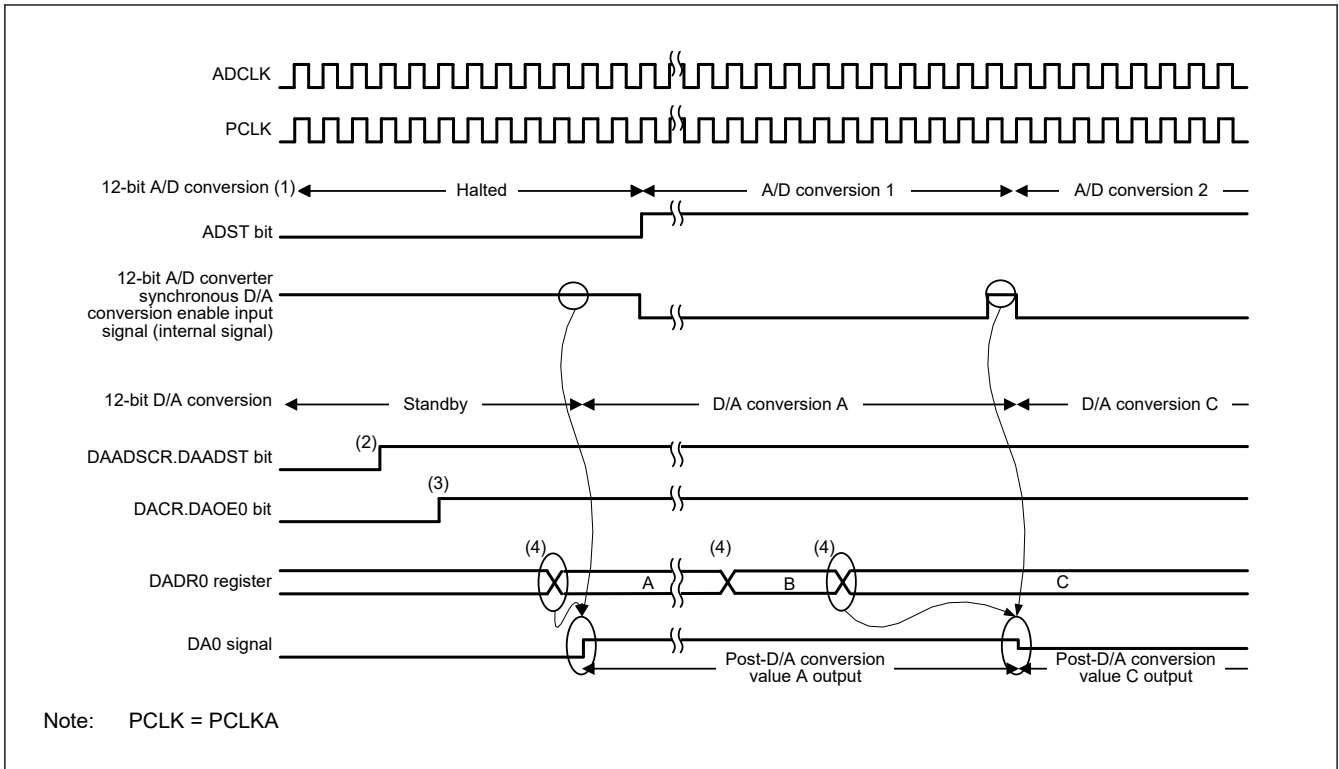 ADCLK
PCLK
12-bit A/D conversion (1)
Halted
A/D conversion 1
A/D conversion 2
ADST bit
12-bit A/D converter
synchronous D/A
conversion enable input
signal (internal signal)
12-bit D/A conversion
Standby
D/A conversion A
D/A conversion C
DAADSCR.DAADST bit
(2)
DACR.DAOE0 bit
(3)
(4)
(4)
(4)
DADR0 register
A
B
C
DA0 signal
Post-D/A conversion
value A output
Post-D/A conversion
value C output
Note: PCLK = PCLKA